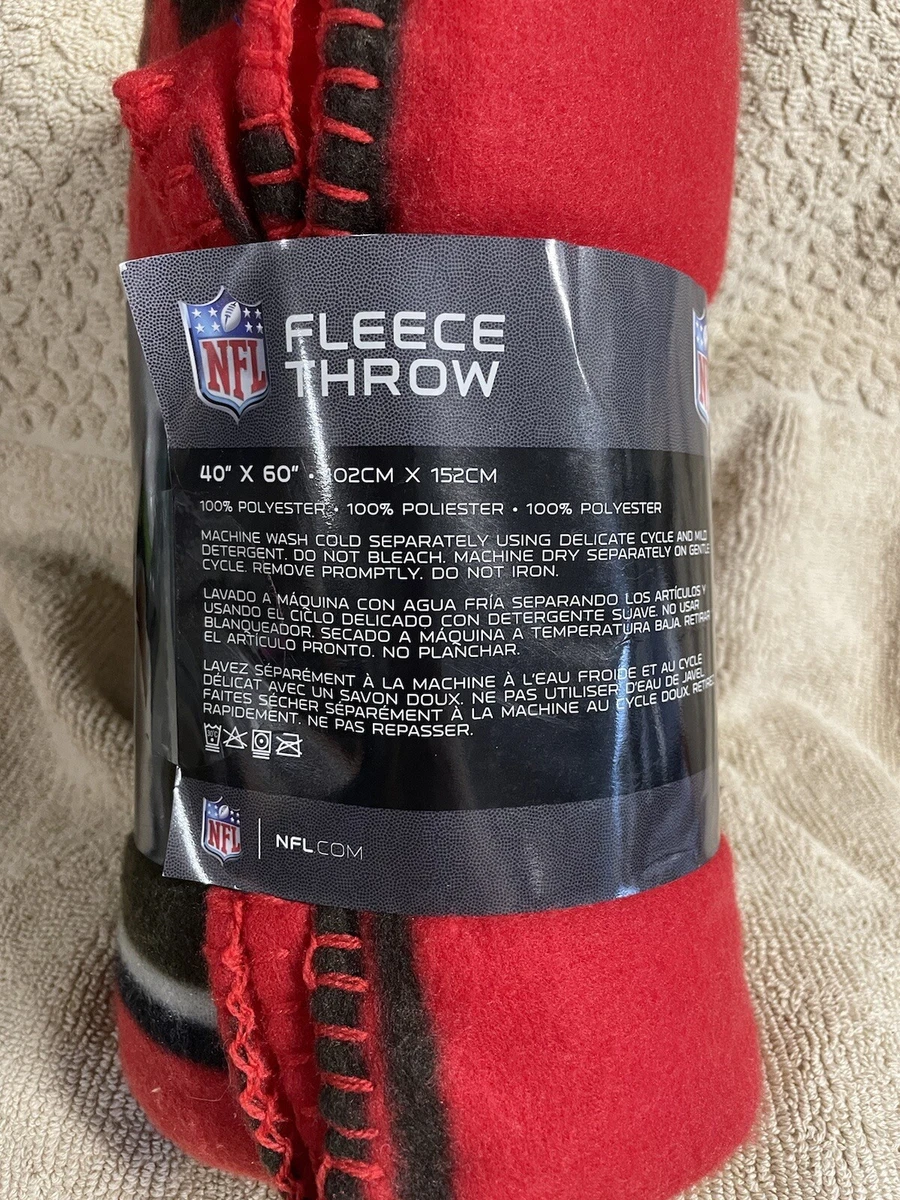 NFL
FLEECE
THROW
40" X 60" • 102CM X 152CM
100% POLYESTER • 100% POLIESTER • 100% POLYESTER
MACHINE WASH COLD SEPARATELY USING DELICATE CYCLE AND MILD
DETERGENT. DO NOT BLEACH. MACHINE DRY SEPARATELY ON GENTLE
CYCLE. REMOVE PROMPTLY. DO NOT IRON.
LAVADO A MÁQUINA CON AGUA FRÍA SEPARANDO LOS ARTÍCULOS Y
USANDO EL CICLO DELICADO CON DETERGENTE SUAVE. NO USAR
BLANQUEADOR. SECADO A MÁQUINA A TEMPERATURA BAJA. RETIRAR
EL ARTÍCULO PRONTO. NO PLANCHAR.
LAVEZ SÉPARÉMENT À LA MACHINE À L'EAU FROIDE ET AU CYCLE
DÉLICAT AVEC UN SAVON DOUX. NE PAS UTILISER D'EAU DE JAVEL.
FAITES SÉCHER SÉPARÉMENT À LA MACHINE AU CYCLE DOUX. RETIREZ
RAPIDEMENT. NE PAS REPASSER.
NFL
NFL.COM